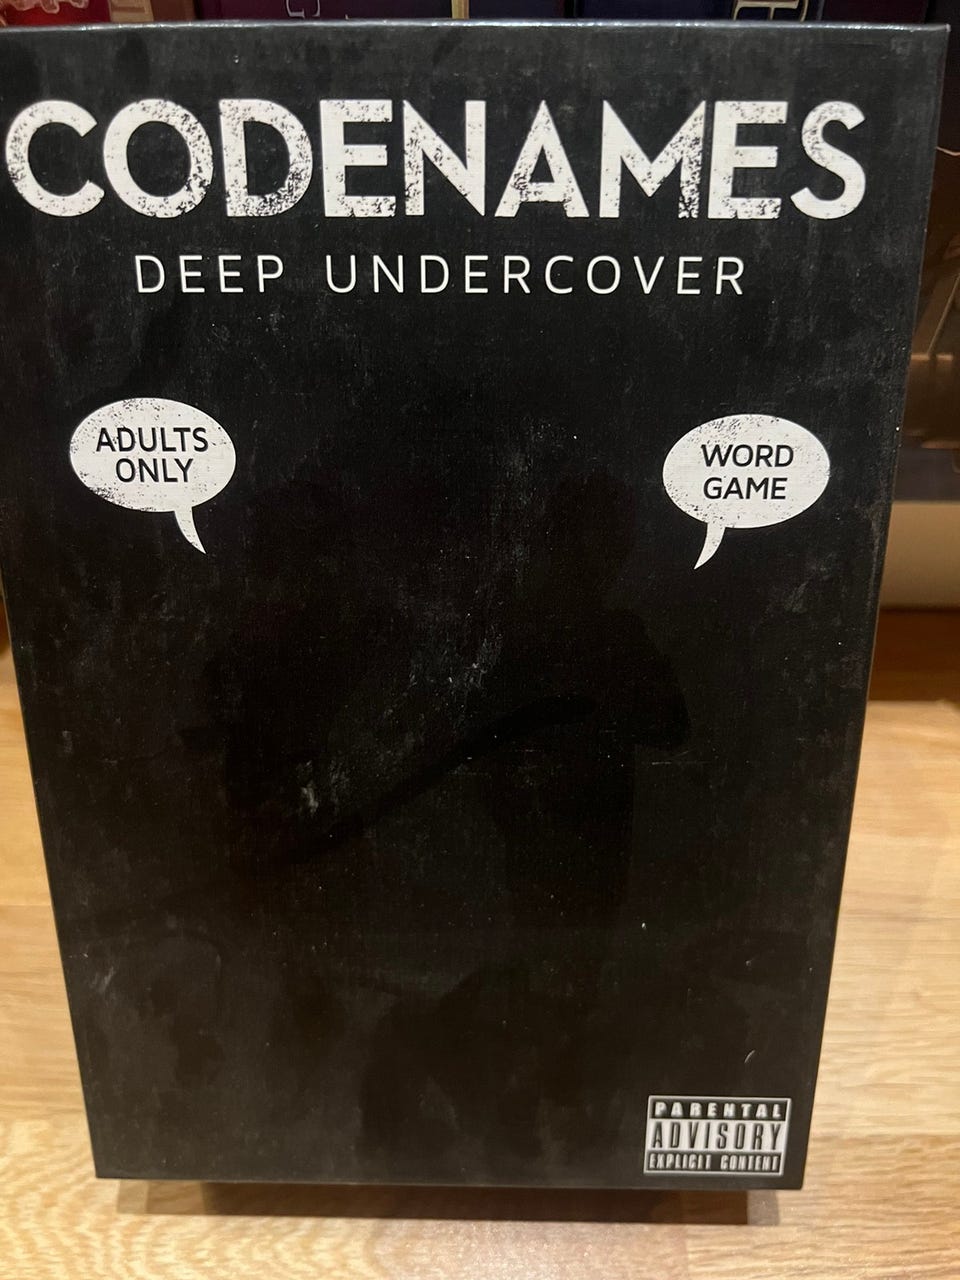 CODENAMES
DEEP UNDERCOVER
ADULTS
ONLY
WORD
GAME
PARENTAL
ADVISORY
EXPLICIT CONTENT